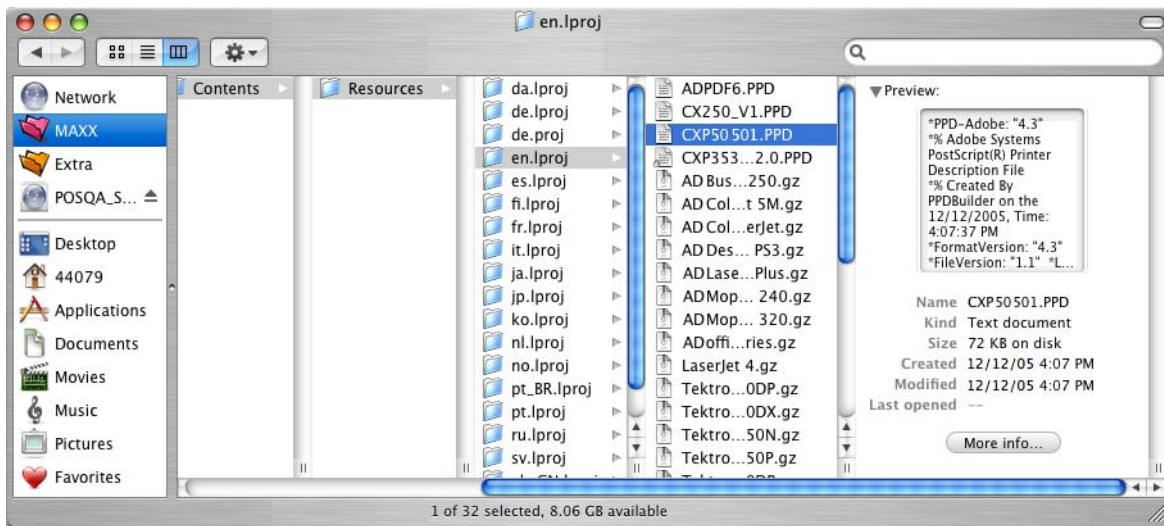 en.lproj
Network
MAXX
Extra
POSQA_S...
Desktop
44079
Applications
Documents
Movies
Music
Pictures
Favorites
Contents
Resources
da.lproj
de.lproj
de.proj
en.lproj
es.lproj
fi.lproj
fr.lproj
it.lproj
ja.lproj
jp.lproj
ko.lproj
nl.lproj
no.lproj
pt_BR.lproj
pt.lproj
ru.lproj
sv.lproj
ADPDF6.PPD
CX250_V1.PPD
CXP50501.PPD
CXP353...2.0.PPD
AD Bus...250.gz
AD Col...t 5M.gz
AD Col...erJet.gz
AD Des... PS3.gz
AD Lase...Plus.gz
AD Mop... 240.gz
AD Mop... 320.gz
AD offi...ries.gz
LaserJet 4.gz
Tektro...0DP.gz
Tektro...0DX.gz
Tektro...50N.gz
Tektro...50P.gz
Preview:
*PPD-Adobe: "4.3"
*% Adobe Systems
PostScript(R) Printer
Description File
*% Created By
PPDBuilder on the
12/12/2005, Time:
4:07:37 PM
*FormatVersion: "4.3"
*FileVersion: "1.1" *L...
Name CXP50501.PPD
Kind Text document
Size 72 KB on disk
Created 12/12/05 4:07 PM
Modified 12/12/05 4:07 PM
Last opened --
More info...
1 of 32 selected, 8.06 GB available